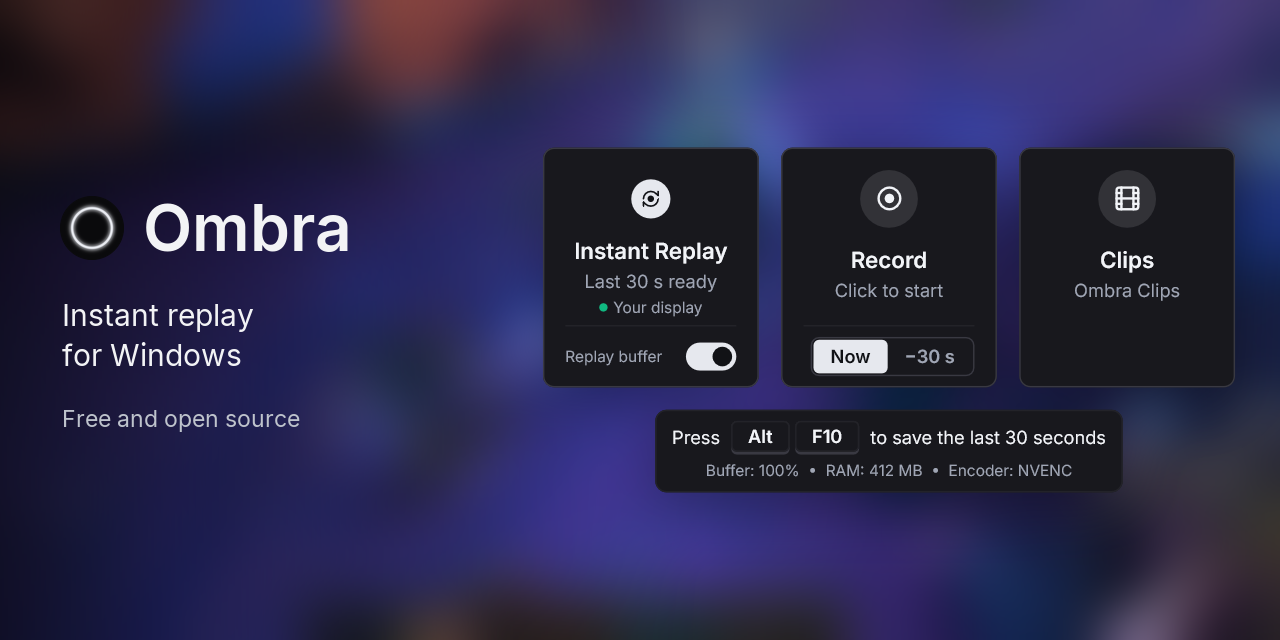 Ombra
Instant replay
for Windows
Free and open source
Instant Replay
Last 30 s ready
Your display
Replay buffer
Record
Click to start
Now −30 s
Clips
Ombra Clips
Press Alt F10 to save the last 30 seconds
Buffer: 100% • RAM: 412 MB • Encoder: NVENC